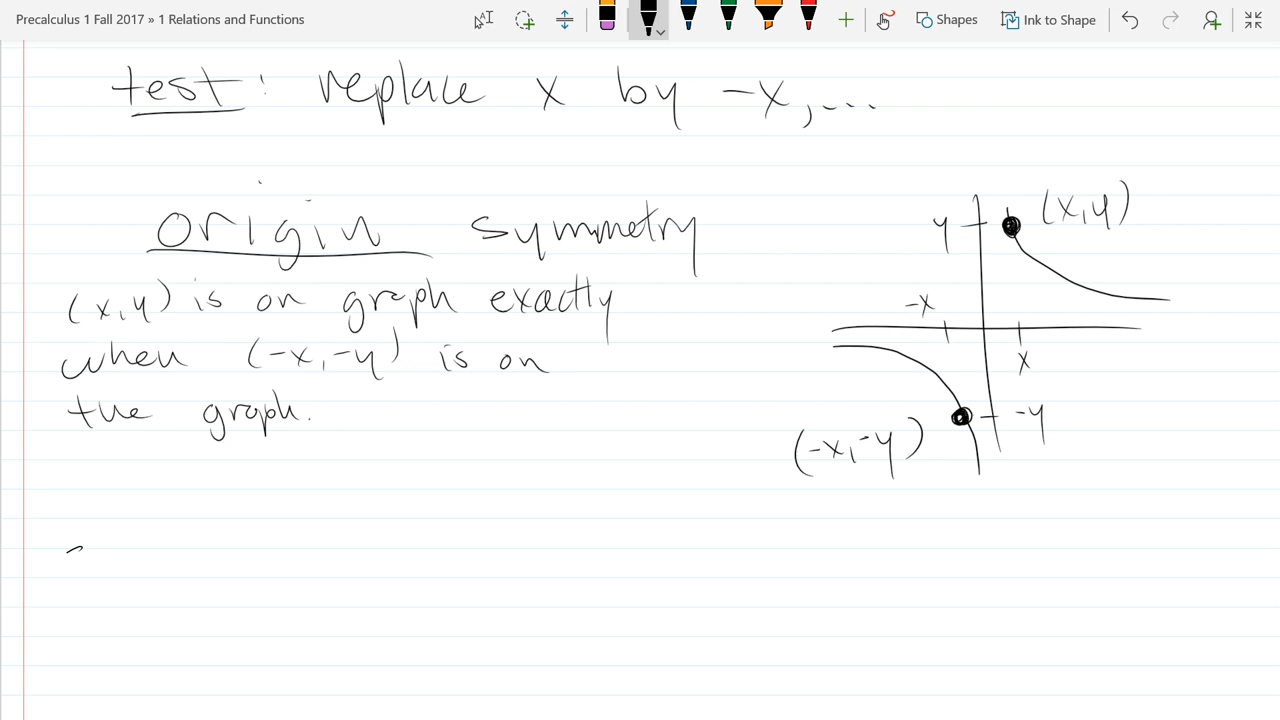 Precalculus 1 Fall 2017 » 1 Relations and Functions
Shapes
Ink to Shape
test: replace x by -x,...
origin symmetry
(x,y) is on graph exactly
when (-x,-y) is on
the graph.
y
(x,y)
-x
x
-y
(-x,-y)